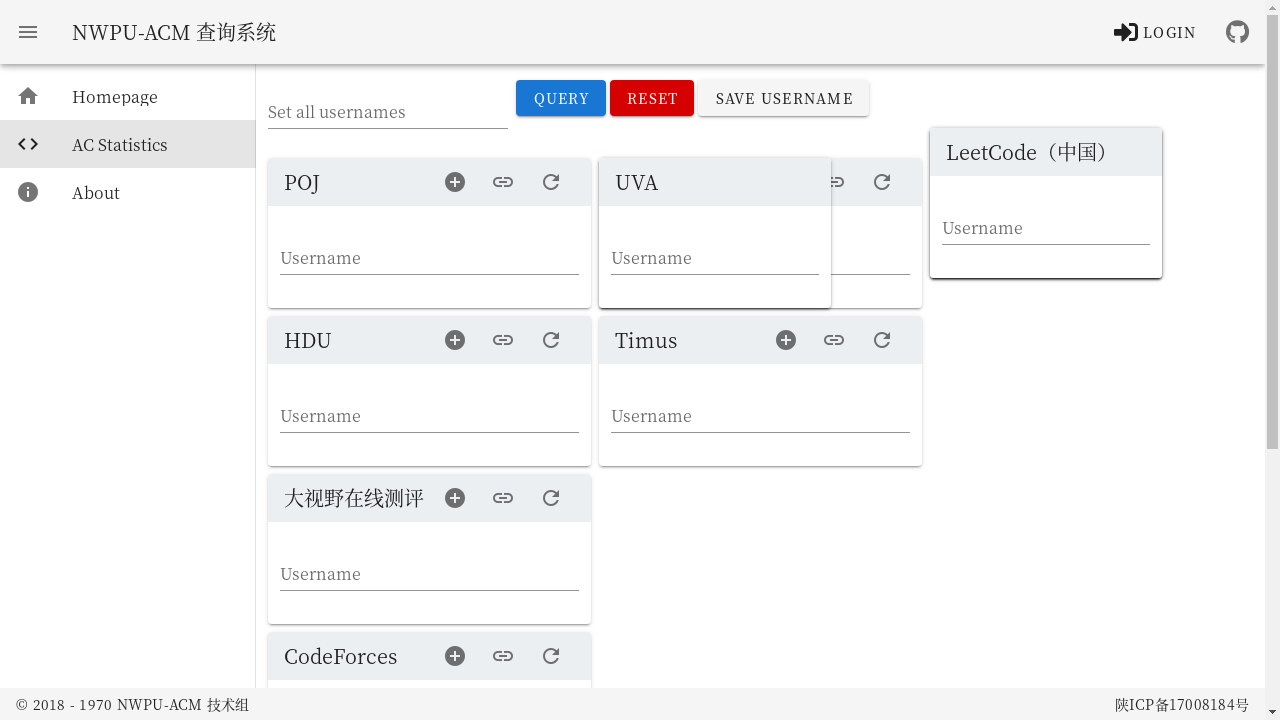 NWPU-ACM 查询系统
LOGIN
Homepage
AC Statistics
About
Set all usernames
QUERY
RESET
SAVE USERNAME
POJ
Username
UVA
Username
LeetCode（中国）
Username
HDU
Username
Timus
Username
大视野在线测评
Username
CodeForces
© 2018 - 1970 NWPU-ACM 技术组
陕ICP备17008184号